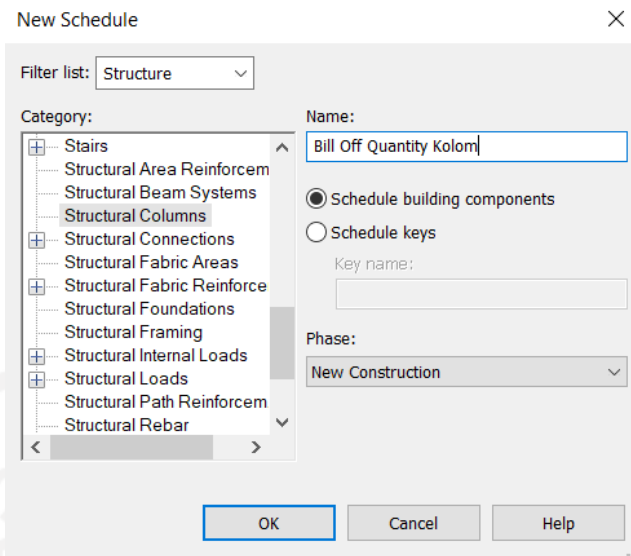 New Schedule
Filter list: Structure
Category:
Stairs
Structural Area Reinforcem
Structural Beam Systems
Structural Columns
Structural Connections
Structural Fabric Areas
Structural Fabric Reinforce
Structural Foundations
Structural Framing
Structural Internal Loads
Structural Loads
Structural Path Reinforcem
Structural Rebar
Name:
Bill Off Quantity Kolom
Schedule building components
Schedule keys
Key name:
Phase:
New Construction
OK Cancel Help